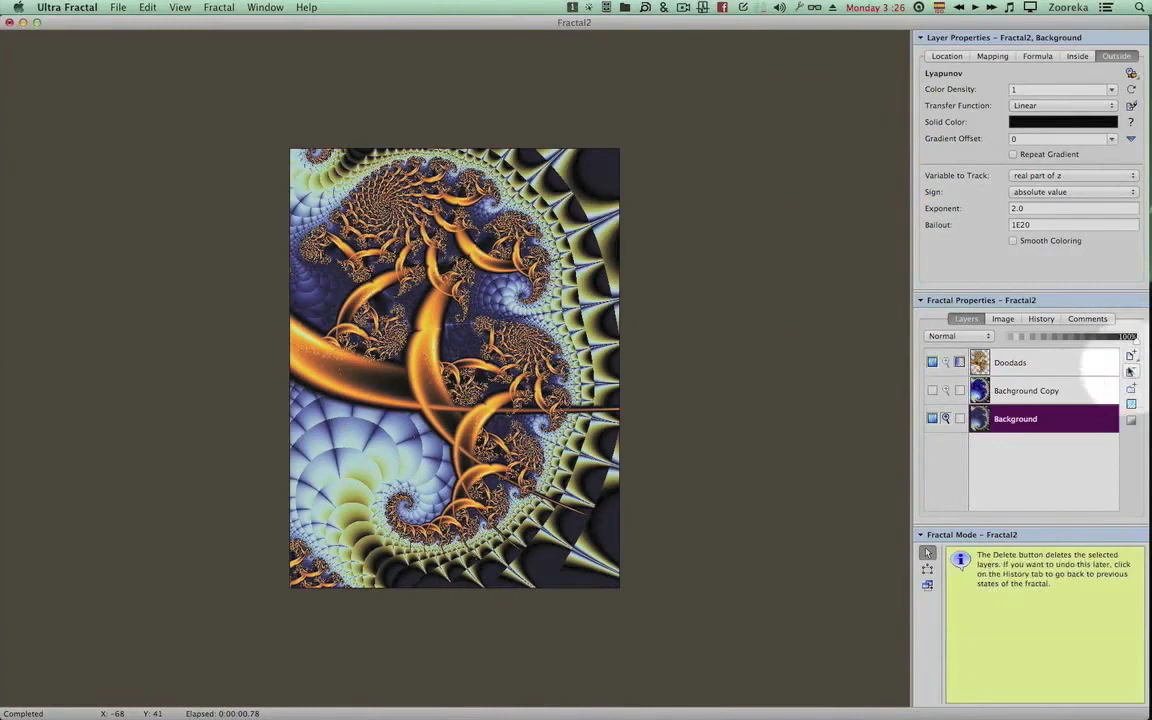 Ultra Fractal File Edit View Fractal Window Help 1 Monday 3 :26 Zooreka
Fractal2
Layer Properties – Fractal2, Background
Location Mapping Formula Inside Outside
Lyapunov
Color Density: 1
Transfer Function: Linear
Solid Color: ?
Gradient Offset: 0
Repeat Gradient
Variable to Track: real part of z
Sign: absolute value
Exponent: 2.0
Bailout: 1E20
Smooth Coloring
Fractal Properties – Fractal2
Layers Image History Comments
Normal 100%
Doodads
Bachground Copy
Background
Fractal Mode – Fractal2
The Delete button deletes the selected
layers. If you want to undo this later, click
on the History tab to go back to previous
states of the fractal.
Completed X: -68 Y: 41 Elapsed: 0:00:00.78